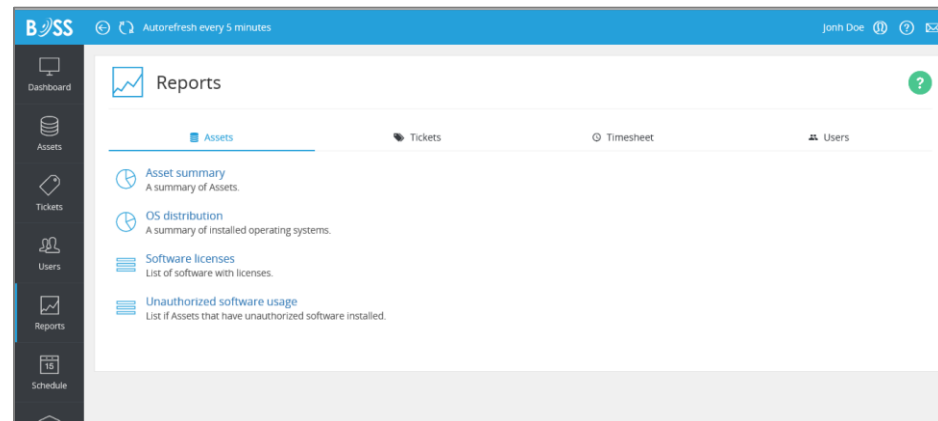 BOSS Autorefresh every 5 minutes Jonh Doe ?
Dashboard
Assets
Tickets
Users
Reports
15
Schedule
Reports ?
Assets Tickets Timesheet Users
Asset summary
A summary of Assets.
OS distribution
A summary of installed operating systems.
Software licenses
List of software with licenses.
Unauthorized software usage
List if Assets that have unauthorized software installed.